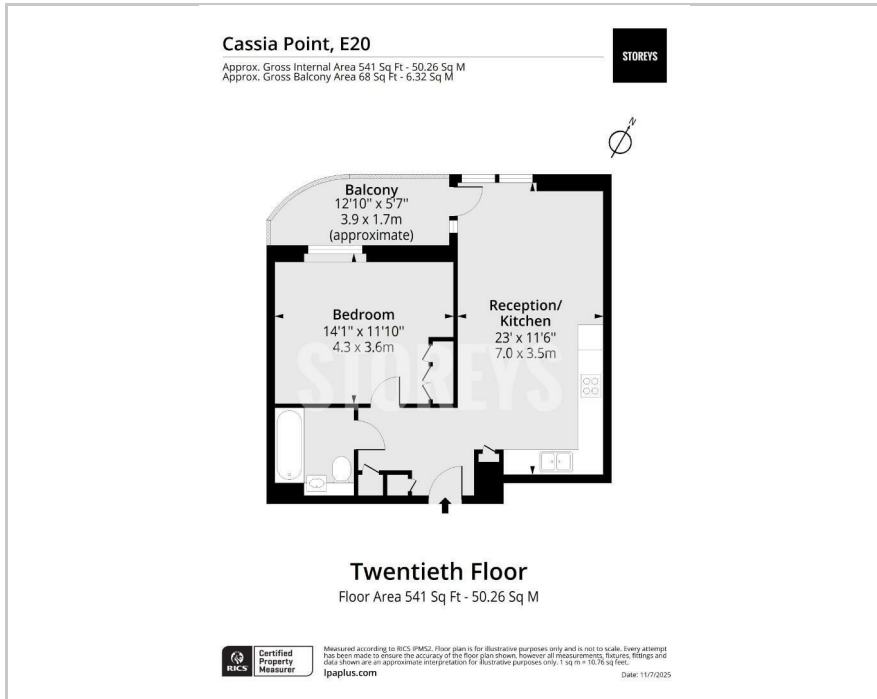 Cassia Point, E20
Approx. Gross Internal Area 541 Sq Ft - 50.26 Sq M
Approx. Gross Balcony Area 68 Sq Ft - 6.32 Sq M
STOREYS
N
Balcony
12'10" x 5'7"
3.9 x 1.7m
(approximate)
Bedroom
14'1" x 11'10"
4.3 x 3.6m
Reception/
Kitchen
23' x 11'6"
7.0 x 3.5m
STOREYS
Twentieth Floor
Floor Area 541 Sq Ft - 50.26 Sq M
RICS
Certified
Property
Measurer
Measured according to RICS IPMS2. Floor plan is for illustrative purposes only and is not to scale. Every attempt
has been made to ensure the accuracy of the floor plan shown, however all measurements, fixtures, fittings and
data shown are an approximate interpretation for illustrative purposes only. 1 sq m = 10.76 sq feet.
lpaplus.com
Date: 11/7/2025